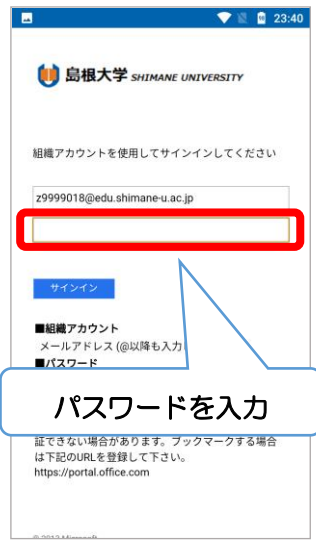 23:40
島根大学 SHIMANE UNIVERSITY
組織アカウントを使用してサインインしてください
z9999018@edu.shimane-u.ac.jp
サインイン
■組織アカウント
メールアドレス (@以降も入力
■パスワード
パスワードを入力
証できない場合があります。ブックマークする場合
は下記のURLを登録して下さい。
https://portal.office.com